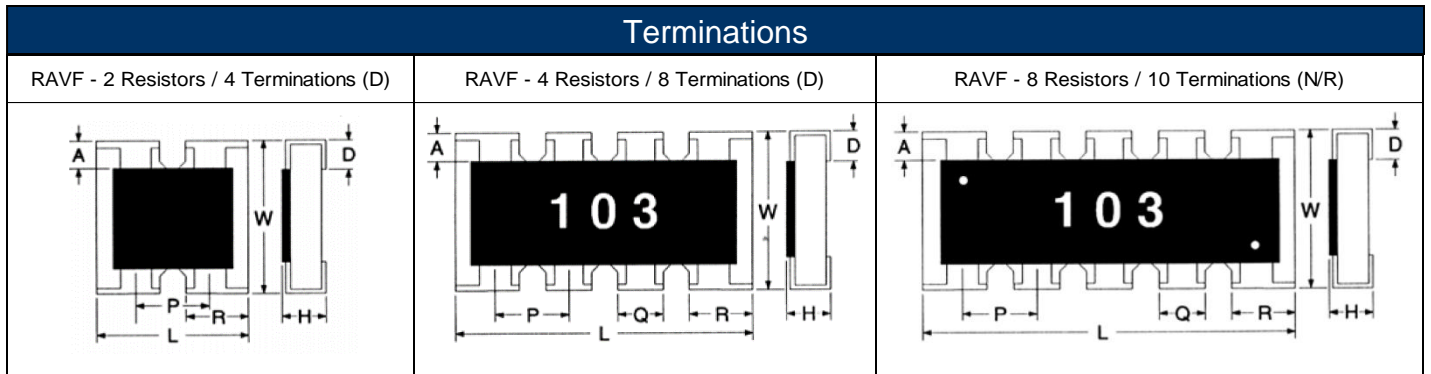 Terminations
RAVF - 2 Resistors / 4 Terminations (D)
RAVF - 4 Resistors / 8 Terminations (D)
RAVF - 8 Resistors / 10 Terminations (N/R)
A
D
W
P
R
H
L
A
D
103
W
P
Q
R
H
L
A
D
103
W
P
Q
R
H
L